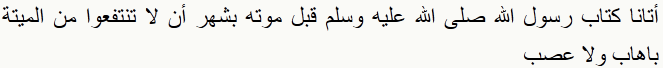 أتانا كتاب رسول الله صلى الله عليه وسلم قبل موته بشهر أن لا تنتفعوا من الميتة
باهاب ولا عصب